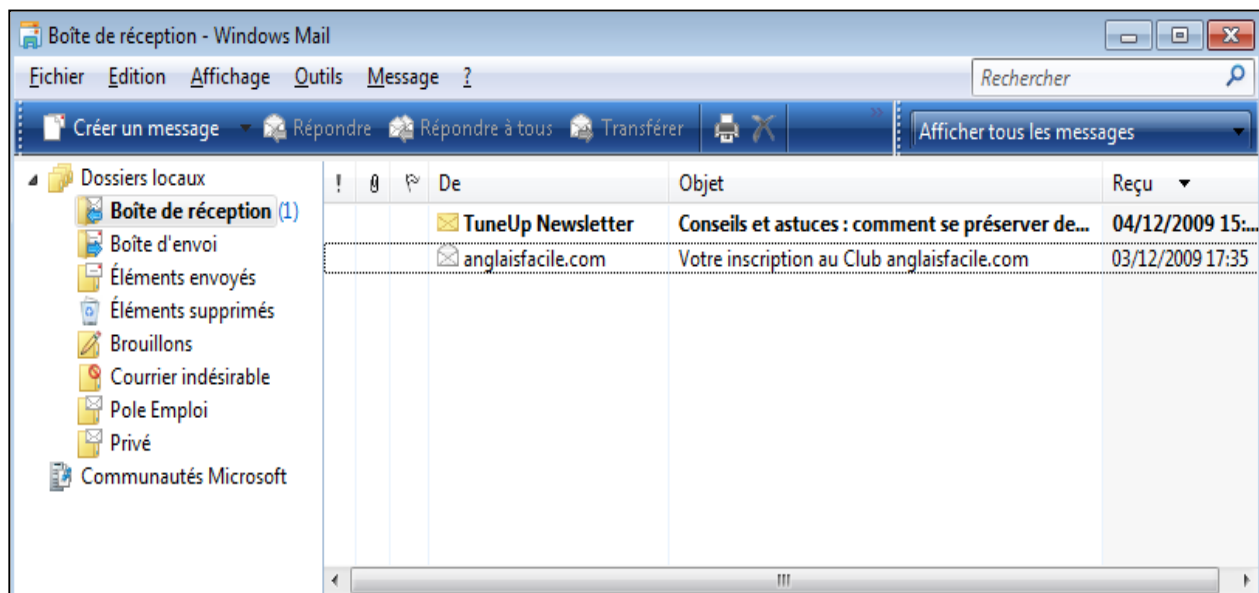 Boîte de réception - Windows Mail
Fichier Edition Affichage Outils Message ? Rechercher
Créer un message Répondre Répondre à tous Transférer » Afficher tous les messages
Dossiers locaux
Boîte de réception (1)
Boîte d'envoi
Éléments envoyés
Éléments supprimés
Brouillons
Courrier indésirable
Pole Emploi
Privé
Communautés Microsoft
! De Objet Reçu
TuneUp Newsletter Conseils et astuces : comment se préserver de... 04/12/2009 15:...
anglaisfacile.com Votre inscription au Club anglaisfacile.com 03/12/2009 17:35